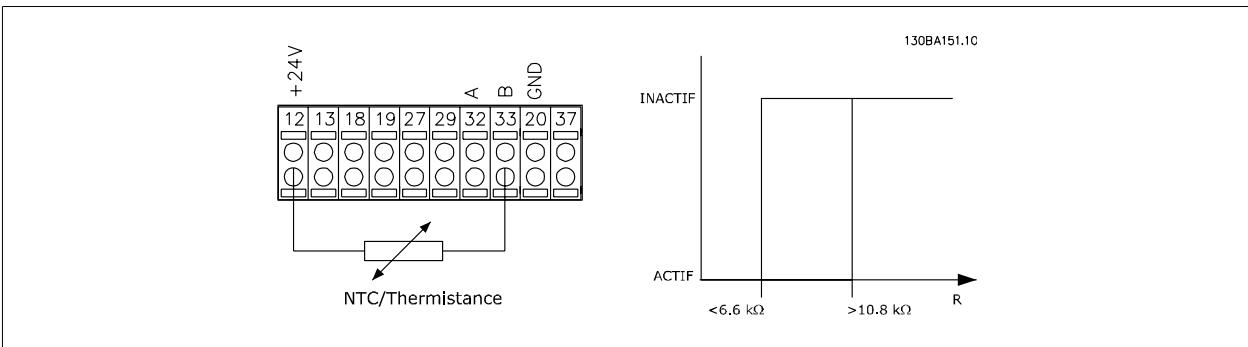 130BA151.10
+24V
A
B
GND
12 13 18 19 27 29 32 33 20 37
NTC/Thermistance
INACTIF
ACTIF
<6.6 kΩ
>10.8 kΩ
R